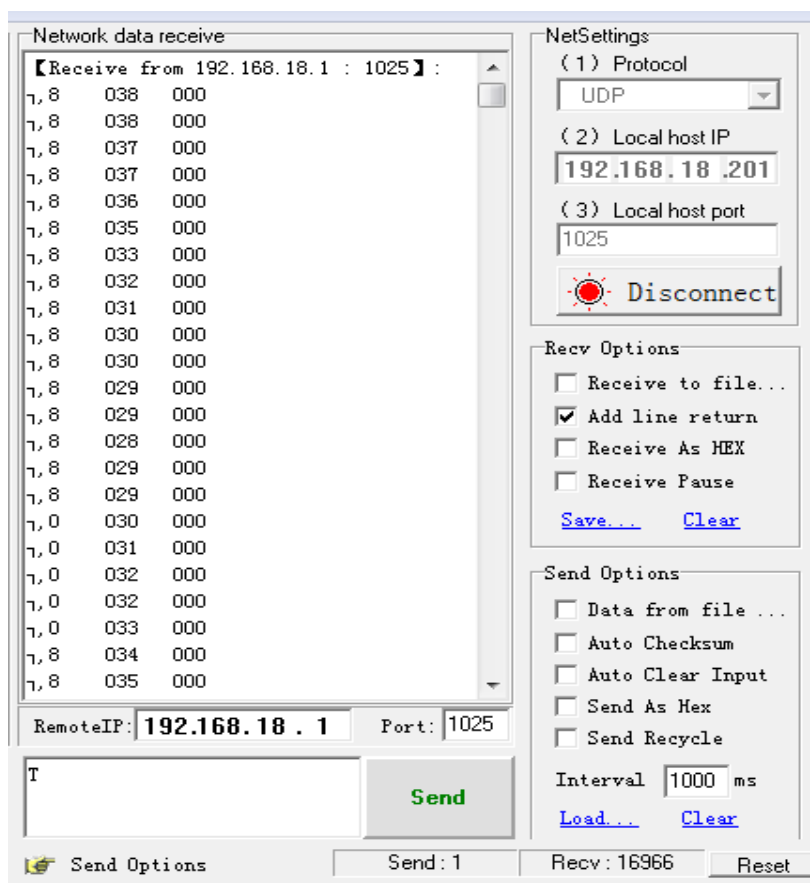 Network data receive
【Receive from 192.168.18.1 : 1025】:
┐,8 038 000
┐,8 038 000
┐,8 037 000
┐,8 037 000
┐,8 036 000
┐,8 035 000
┐,8 033 000
┐,8 032 000
┐,8 031 000
┐,8 030 000
┐,8 030 000
┐,8 029 000
┐,8 029 000
┐,8 028 000
┐,8 029 000
┐,8 029 000
┐,0 030 000
┐,0 031 000
┐,0 032 000
┐,0 032 000
┐,0 033 000
┐,8 034 000
┐,8 035 000
RemoteIP: 192.168.18.1 Port: 1025
T
Send
NetSettings
(1) Protocol
UDP
(2) Local host IP
192.168.18.201
(3) Local host port
1025
Disconnect
Recv Options
Receive to file...
Add line return
Receive As HEX
Receive Pause
Save... Clear
Send Options
Data from file ...
Auto Checksum
Auto Clear Input
Send As Hex
Send Recycle
Interval 1000 ms
Load... Clear
Send Options Send : 1 Recv : 16966 Reset